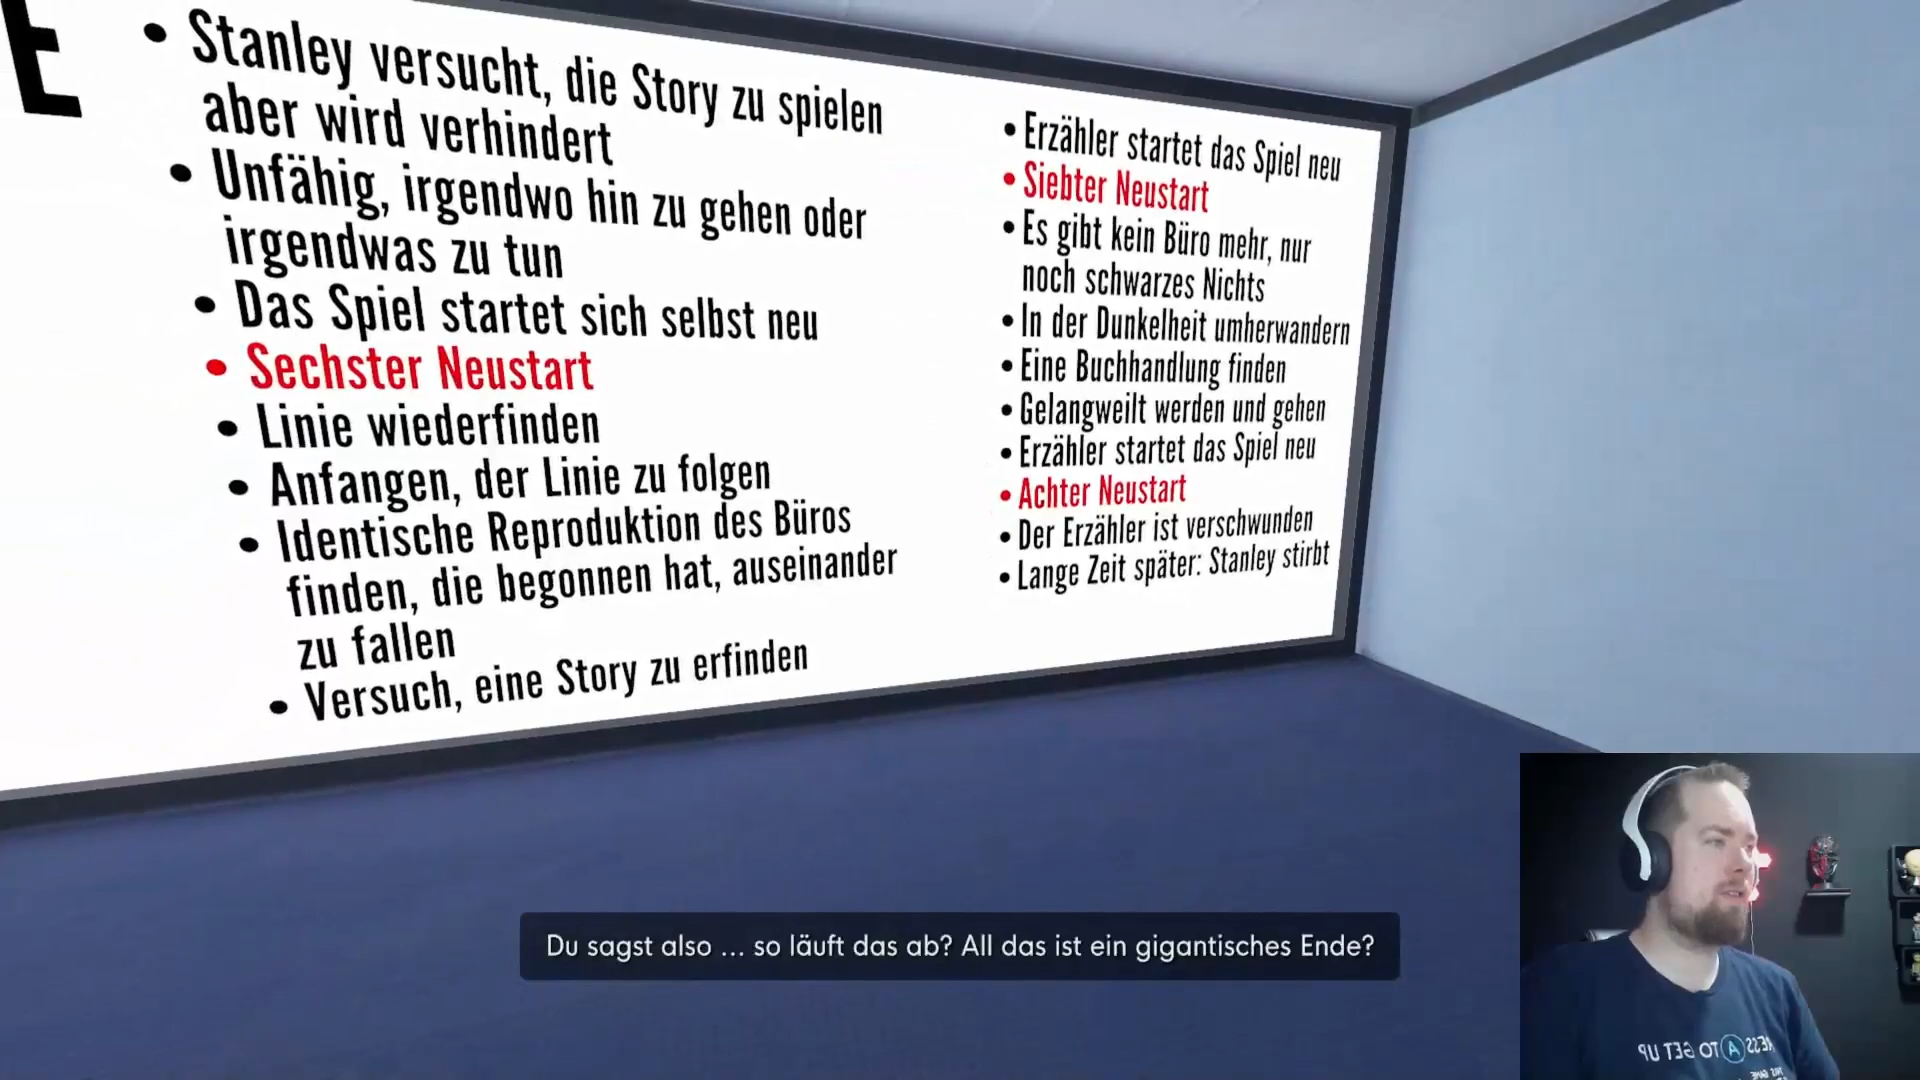 E
• Stanley versucht, die Story zu spielen
aber wird verhindert
• Unfähig, irgendwo hin zu gehen oder
irgendwas zu tun
• Das Spiel startet sich selbst neu
• Sechster Neustart
• Linie wiederfinden
• Anfangen, der Linie zu folgen
• Identische Reproduktion des Büros
finden, die begonnen hat, auseinander
zu fallen
• Versuch, eine Story zu erfinden
• Erzähler startet das Spiel neu
• Siebter Neustart
• Es gibt kein Büro mehr, nur
noch schwarzes Nichts
• In der Dunkelheit umherwandern
• Eine Buchhandlung finden
• Gelangweilt werden und gehen
• Erzähler startet das Spiel neu
• Achter Neustart
• Der Erzähler ist verschwunden
• Lange Zeit später: Stanley stirbt
Du sagst also ... so läuft das ab? All das ist ein gigantisches Ende?
A TO GET UP